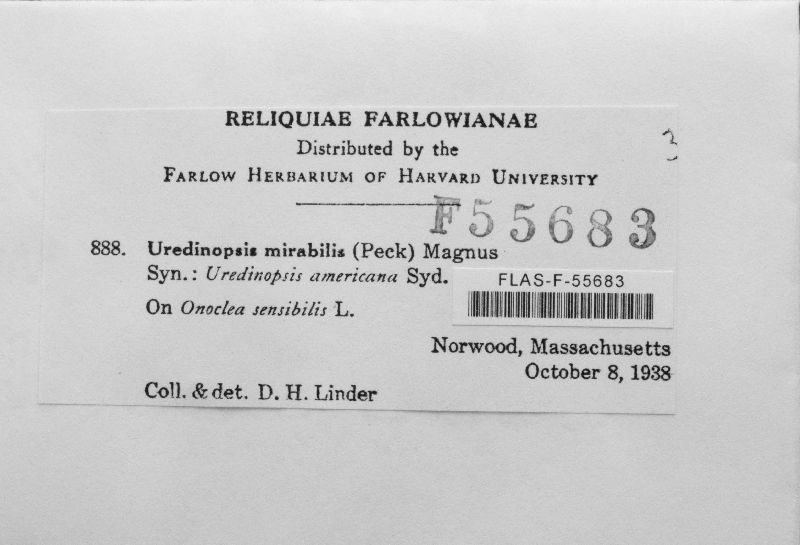 RELIQUIAE FARLOWIANAE
Distributed by the
FARLOW HERBARIUM OF HARVARD UNIVERSITY
F55683
888. Uredinopsis mirabilis (Peck) Magnus
Syn.: Uredinopsis americana Syd.
FLAS-F-55683
On Onoclea sensibilis L.
Norwood, Massachusetts
October 8, 1938
Coll. & det. D. H. Linder